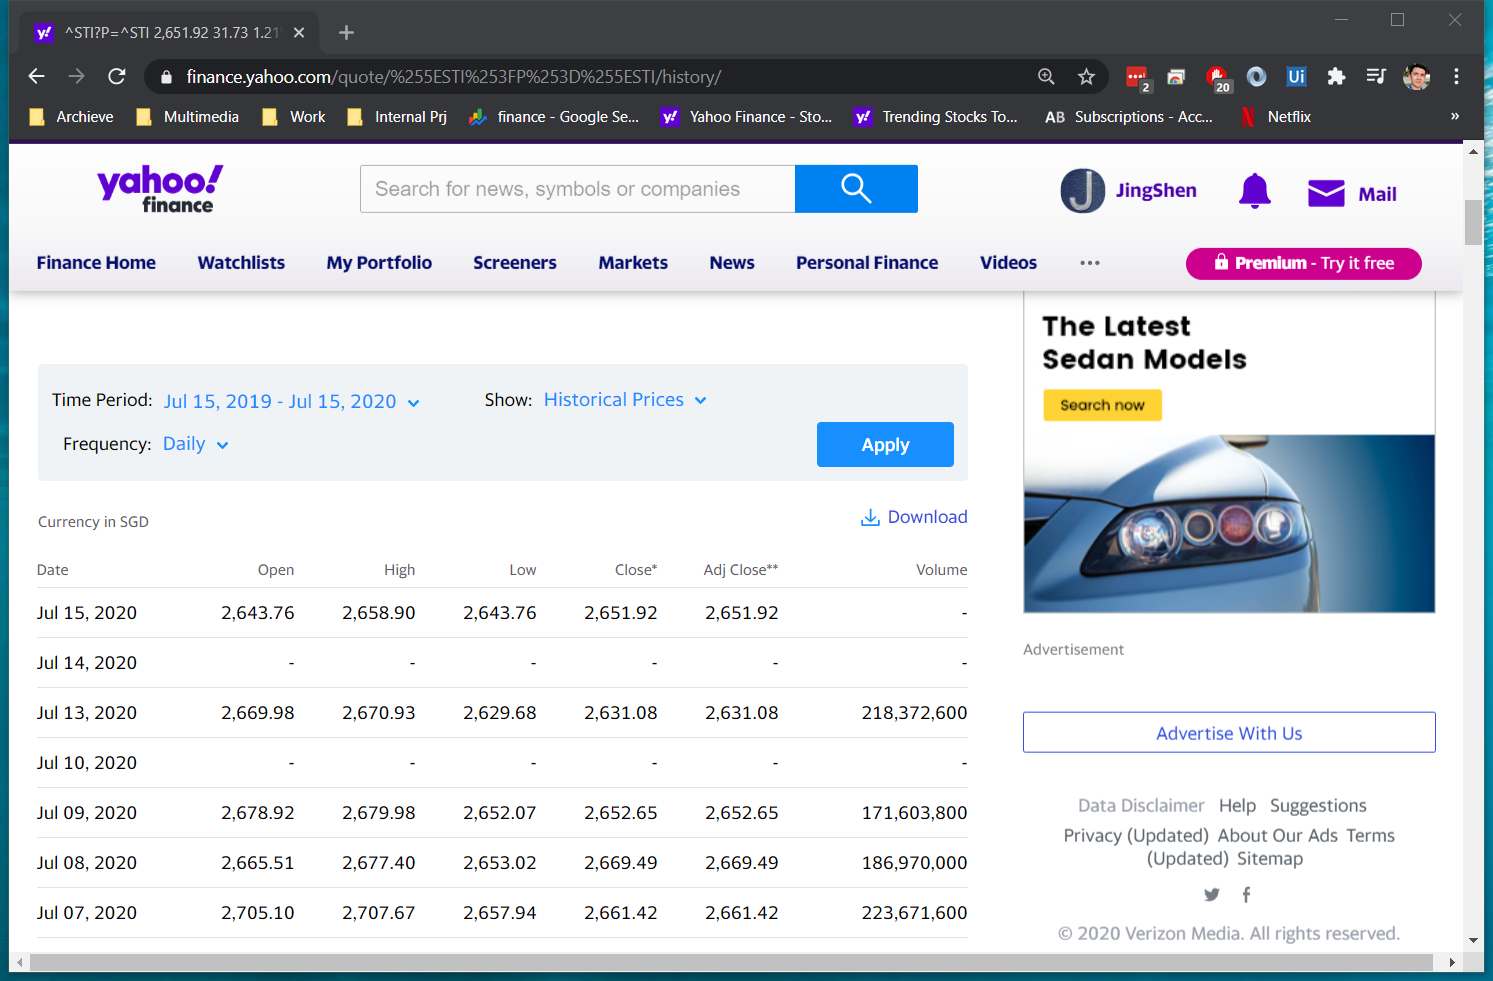 ^STI?P=^STI 2,651.92 31.73 1.21
finance.yahoo.com/quote/%255ESTI%253FP%253D%255ESTI/history/
2
20
Ui
Archieve
Multimedia
Work
Internal Prj
finance - Google Se...
Yahoo Finance - Sto...
Trending Stocks To...
AB Subscriptions - Acc...
Netflix
»
yahoo!
finance
Search for news, symbols or companies
J
JingShen
Mail
Finance Home
Watchlists
My Portfolio
Screeners
Markets
News
Personal Finance
Videos
Premium - Try it free
The Latest
Sedan Models
Search now
Time Period: Jul 15, 2019 - Jul 15, 2020
Show: Historical Prices
Frequency: Daily
Apply
Currency in SGD
Download
Date Open High Low Close* Adj Close** Volume
Jul 15, 2020 2,643.76 2,658.90 2,643.76 2,651.92 2,651.92 -
Jul 14, 2020 - - - - - -
Jul 13, 2020 2,669.98 2,670.93 2,629.68 2,631.08 2,631.08 218,372,600
Jul 10, 2020 - - - - - -
Jul 09, 2020 2,678.92 2,679.98 2,652.07 2,652.65 2,652.65 171,603,800
Jul 08, 2020 2,665.51 2,677.40 2,653.02 2,669.49 2,669.49 186,970,000
Jul 07, 2020 2,705.10 2,707.67 2,657.94 2,661.42 2,661.42 223,671,600
Advertisement
Advertise With Us
Data Disclaimer Help Suggestions
Privacy (Updated) About Our Ads Terms
(Updated) Sitemap
© 2020 Verizon Media. All rights reserved.